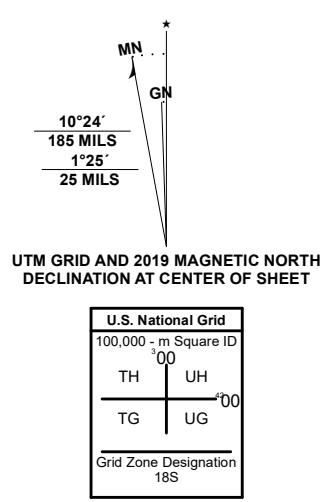 ★
MN
GN
10°24´
185 MILS
1°25´
25 MILS
UTM GRID AND 2019 MAGNETIC NORTH
DECLINATION AT CENTER OF SHEET
U.S. National Grid
100,000 - m Square ID
³00
TH UH
⁴²00
TG UG
Grid Zone Designation
18S